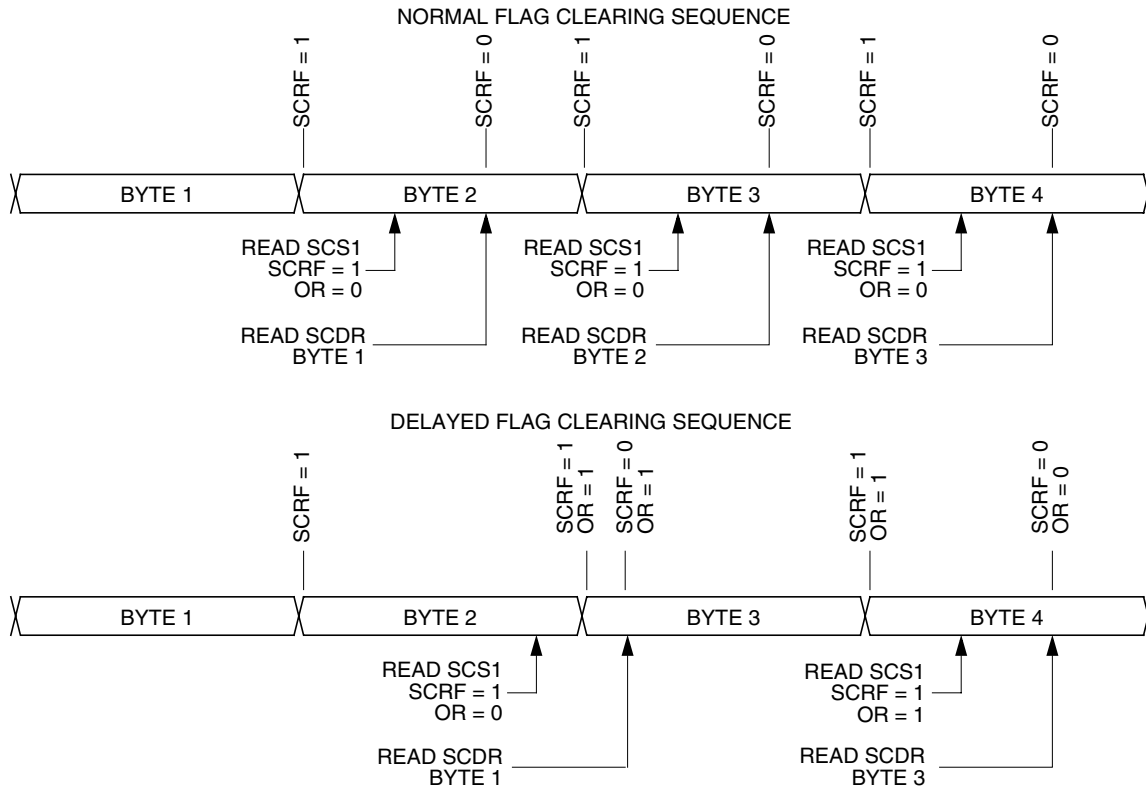 NORMAL FLAG CLEARING SEQUENCE
SCRF = 1
SCRF = 0
SCRF = 1
SCRF = 0
SCRF = 1
SCRF = 0
BYTE 1
BYTE 2
BYTE 3
BYTE 4
READ SCS1
SCRF = 1
OR = 0
READ SCS1
SCRF = 1
OR = 0
READ SCS1
SCRF = 1
OR = 0
READ SCDR
BYTE 1
READ SCDR
BYTE 2
READ SCDR
BYTE 3
DELAYED FLAG CLEARING SEQUENCE
SCRF = 1
SCRF = 1
OR = 1
SCRF = 0
OR = 1
SCRF = 1
OR = 1
SCRF = 0
OR = 0
BYTE 1
BYTE 2
BYTE 3
BYTE 4
READ SCS1
SCRF = 1
OR = 0
READ SCS1
SCRF = 1
OR = 1
READ SCDR
BYTE 1
READ SCDR
BYTE 3